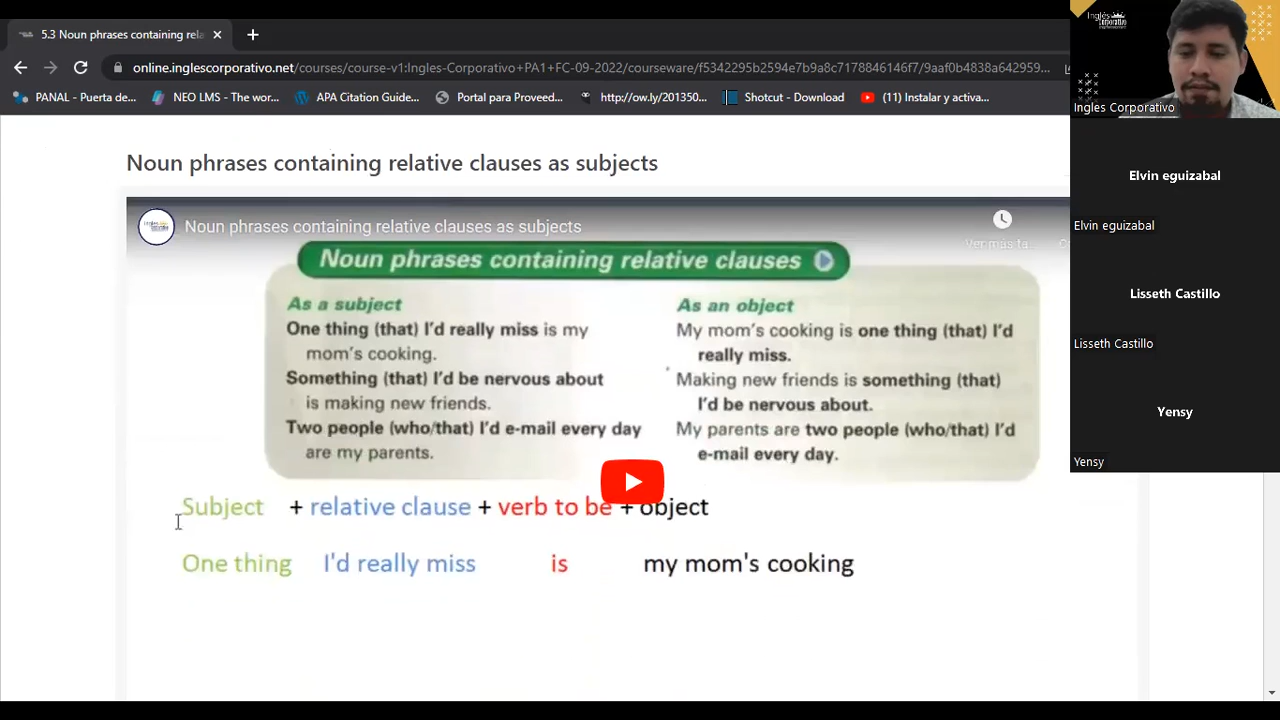 5.3 Noun phrases containing rela
online.inglescorporativo.net/courses/course-v1:Ingles-Corporativo+PA1+FC-09-2022/courseware/f5342295b2594e7b9a8c7178846146f7/9aaf0b4838a642959...
PANAL - Puerta de... NEO LMS - The wor... APA Citation Guide... Portal para Proveed... http://ow.ly/201350... Shotcut - Download (11) Instalar y activa...
Noun phrases containing relative clauses as subjects
Noun phrases containing relative clauses as subjects
Ver más ta...
Noun phrases containing relative clauses
As a subject
One thing (that) I'd really miss is my
mom's cooking.
Something (that) I'd be nervous about
is making new friends.
Two people (who/that) I'd e-mail every day
are my parents.
As an object
My mom's cooking is one thing (that) I'd
really miss.
Making new friends is something (that)
I'd be nervous about.
My parents are two people (who/that) I'd
e-mail every day.
Subject + relative clause + verb to be + object
One thing I'd really miss is my mom's cooking
Inglés
Corporativo
Ingles Corporativo
Elvin eguizabal
Elvin eguizabal
Lisseth Castillo
Lisseth Castillo
Yensy
Yensy